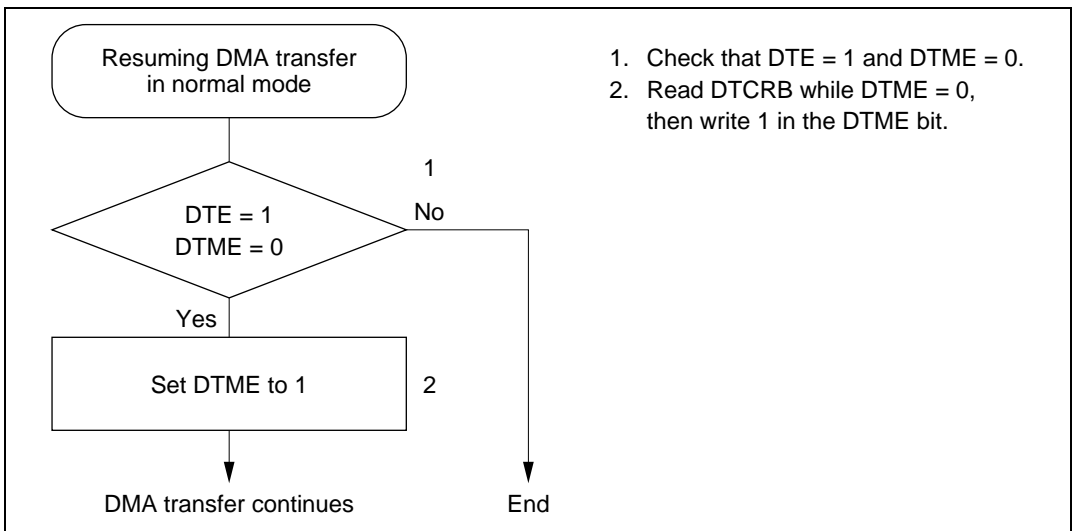 Resuming DMA transfer
in normal mode
1. Check that DTE = 1 and DTME = 0.
2. Read DTCRB while DTME = 0,
then write 1 in the DTME bit.
1
DTE = 1
DTME = 0
No
Yes
Set DTME to 1
2
DMA transfer continues
End